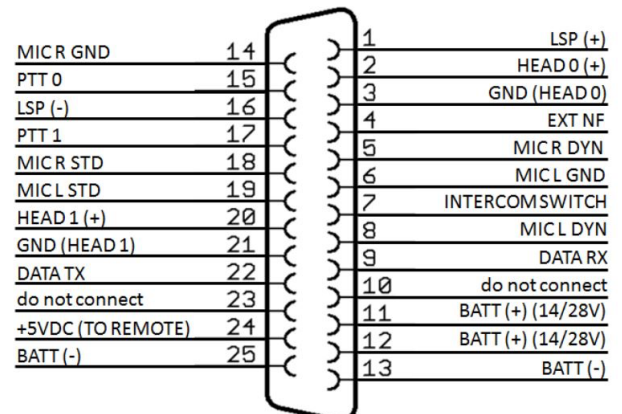 14 MIC R GND
15 PTT 0
16 LSP (-)
17 PTT 1
18 MIC R STD
19 MIC L STD
20 HEAD 1 (+)
21 GND (HEAD 1)
22 DATA TX
23 do not connect
24 +5VDC (TO REMOTE)
25 BATT (-)
1 LSP (+)
2 HEAD 0 (+)
3 GND (HEAD 0)
4 EXT NF
5 MIC R DYN
6 MIC L GND
7 INTERCOM SWITCH
8 MIC L DYN
9 DATA RX
10 do not connect
11 BATT (+) (14/28V)
12 BATT (+) (14/28V)
13 BATT (-)